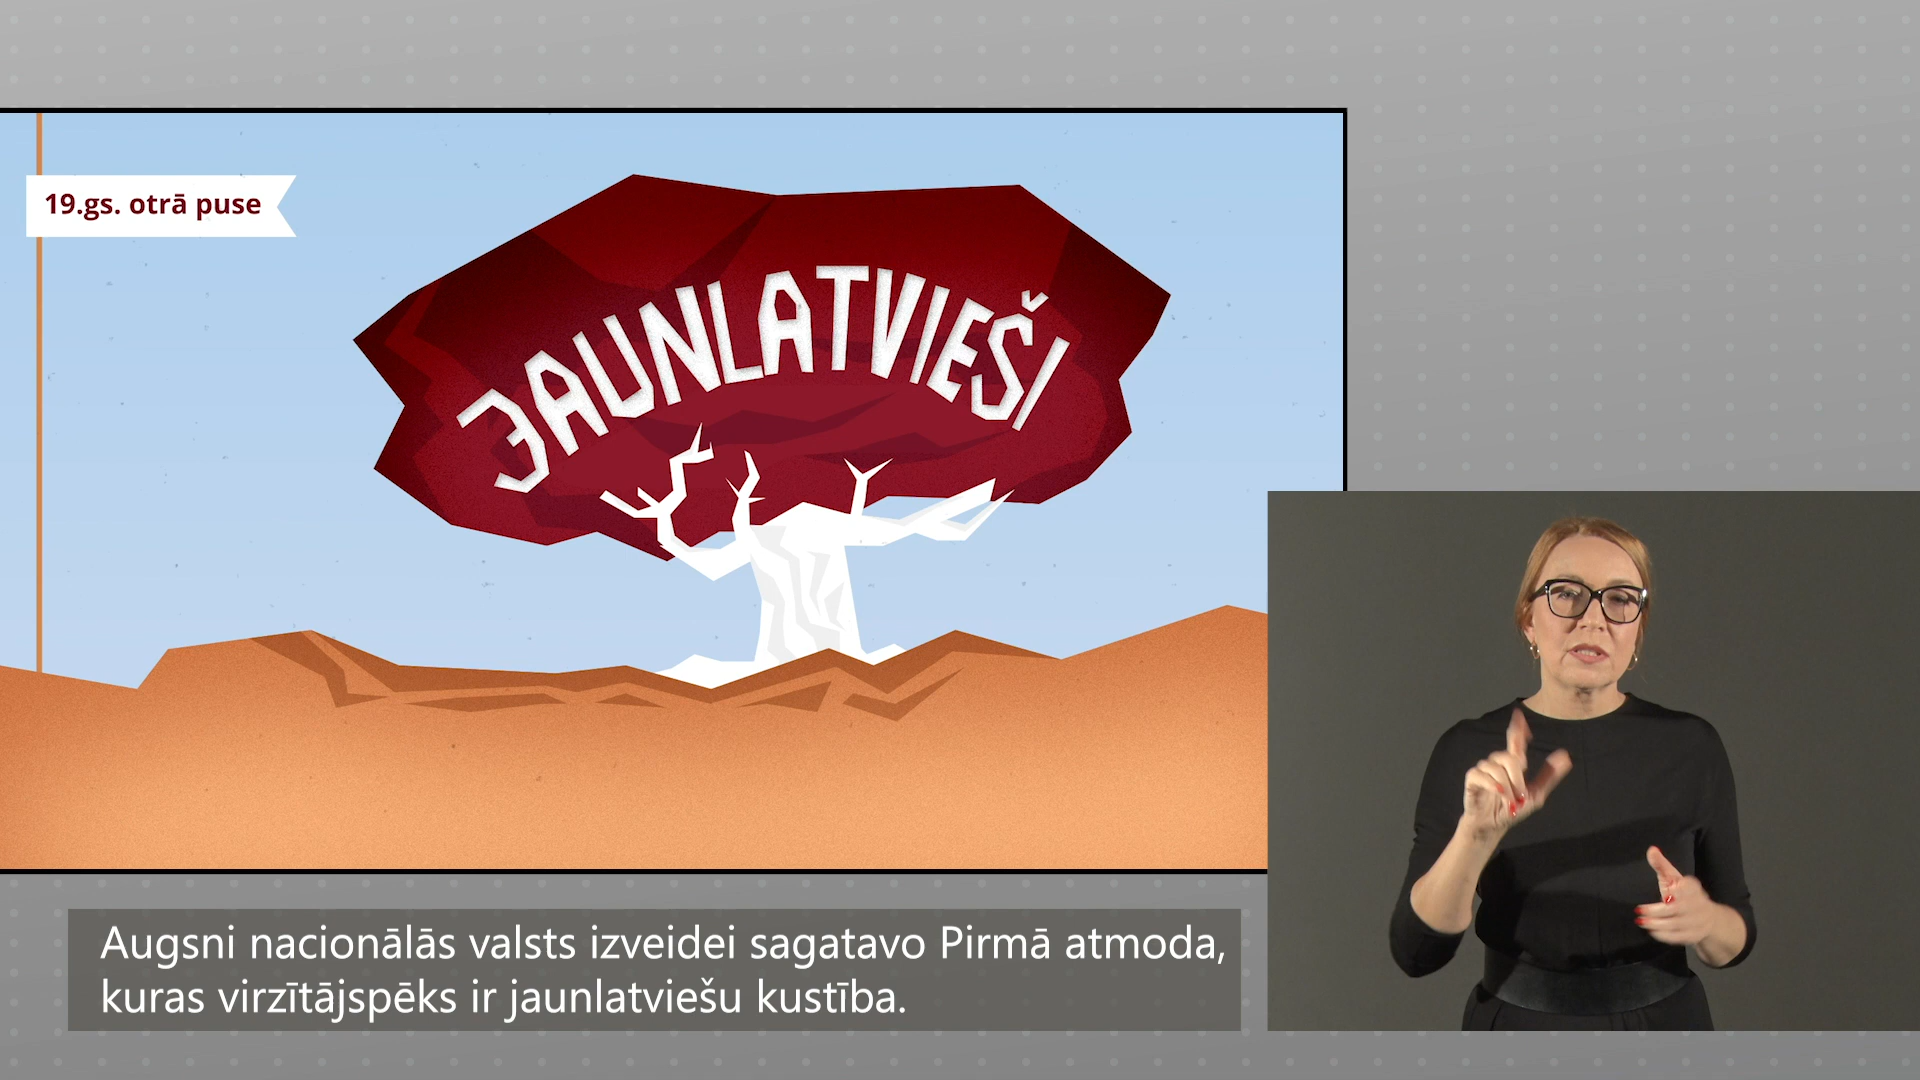 19.gs. otrā puse
JAUNLATVIEŠI
Augsni nacionālās valsts izveidei sagatavo Pirmā atmoda,
kuras virzītājspēks ir jaunlatviešu kustība.